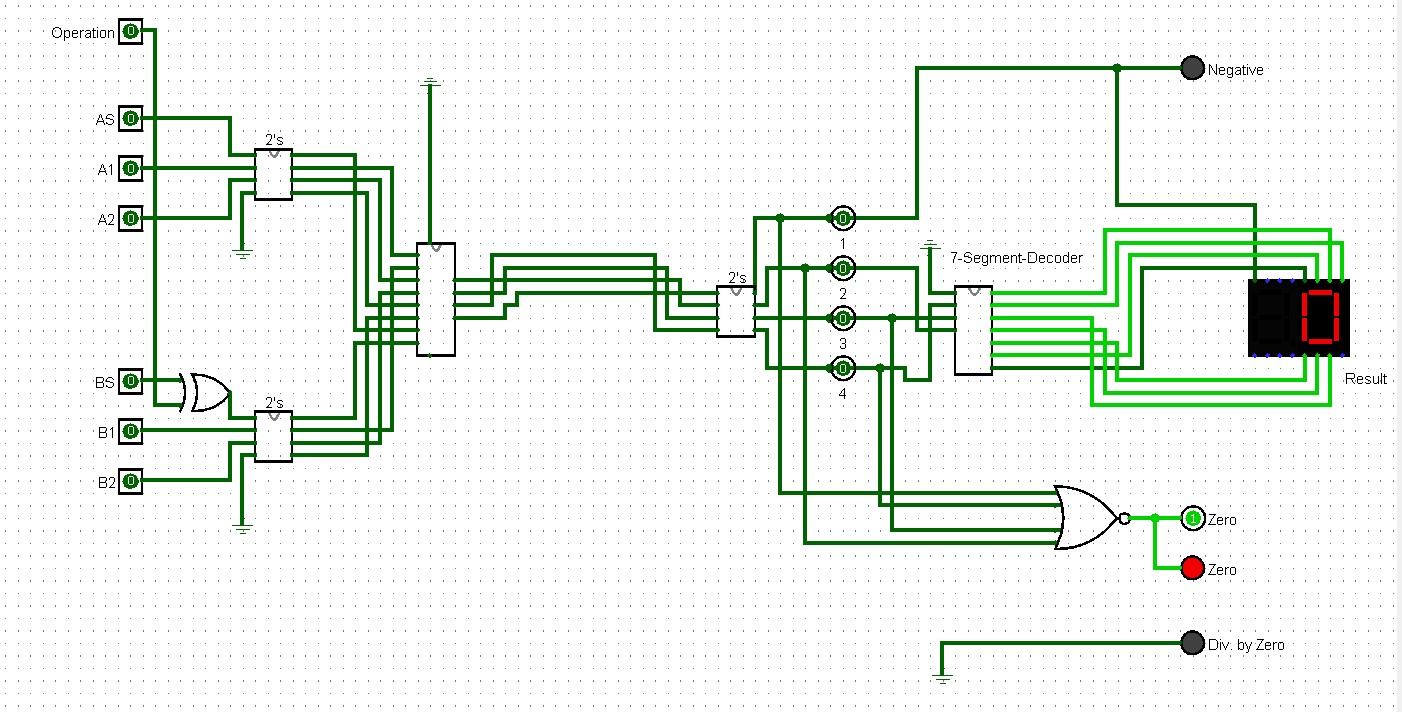 Operation 0
Negative
AS 0
2's
A1 0
A2 0
0
1
7-Segment-Decoder
0
2's
2
0
0
3
Result
BS 0
0
4
2's
B1 0
B2 0
1 Zero
Zero
Div. by Zero